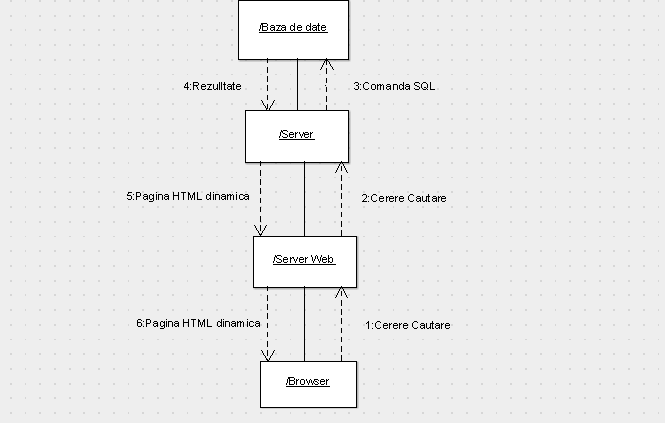 /Baza de date
4:Rezulltate
3:Comanda SQL
/Server
5:Pagina HTML dinamica
2:Cerere Cautare
/Server Web
6:Pagina HTML dinamica
1:Cerere Cautare
/Browser